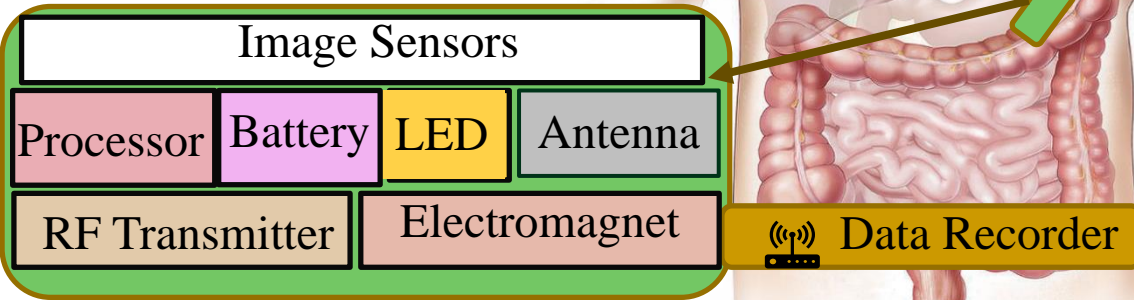 Image Sensors
Processor Battery LED Antenna
RF Transmitter Electromagnet
Data Recorder